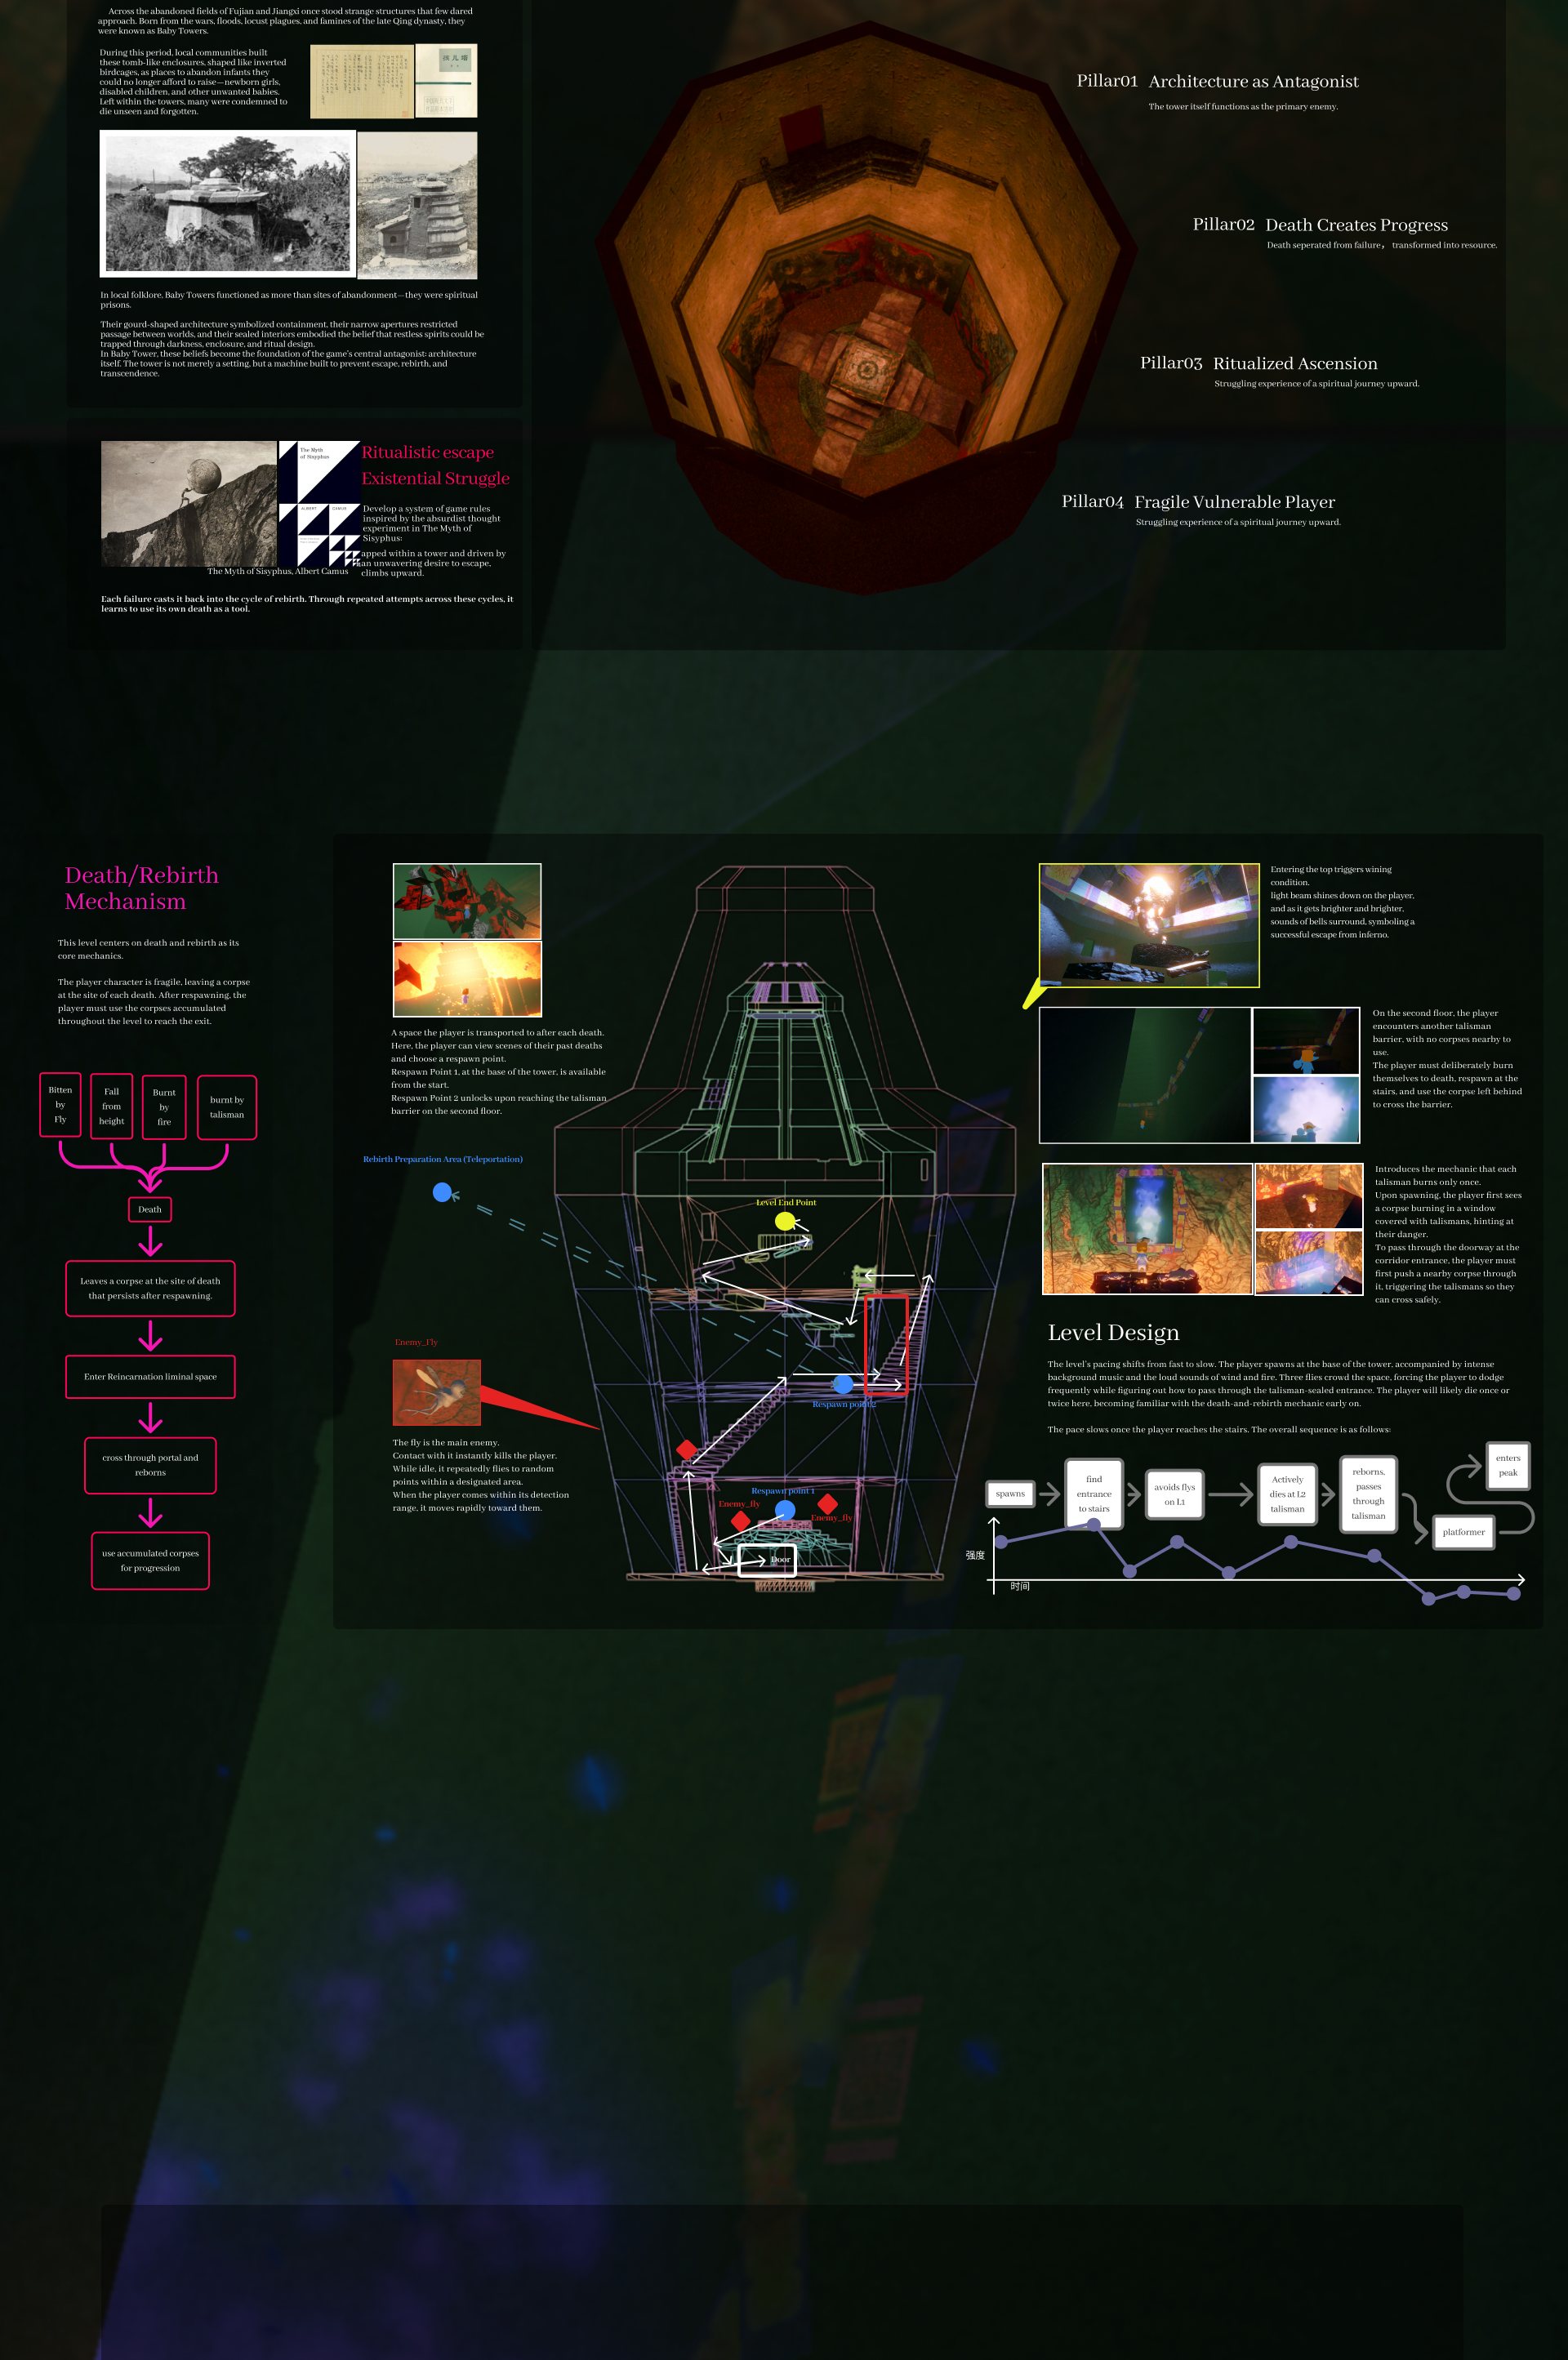 Across the abandoned fields of Fujian and Jiangxi once stood strange structures that few dared
approach. Born from the wars, floods, locust plagues, and famines of the late Qing dynasty, they
were known as Baby Towers.
During this period, local communities built
these tomb-like enclosures, shaped like inverted
birdcages, as places to abandon infants they
could no longer afford to raise—newborn girls,
disabled children, and other unwanted babies.
Left within the towers, many were condemned to
die unseen and forgotten.
In local folklore, Baby Towers functioned as more than sites of abandonment—they were spiritual
prisons.
Their gourd-shaped architecture symbolized containment, their narrow apertures restricted
passage between worlds, and their sealed interiors embodied the belief that restless spirits could be
trapped through darkness, enclosure, and ritual design.
In Baby Tower, these beliefs become the foundation of the game's central antagonist: architecture
itself. The tower is not merely a setting, but a machine built to prevent escape, rebirth, and
transcendence.
The Myth
of Sisyphus
ALBERT
CAMUS
The Myth of Sisyphus, Albert Camus
Ritualistic escape
Existential Struggle
Develop a system of game rules
inspired by the absurdist thought
experiment in The Myth of
Sisyphus:
apped within a tower and driven by
an unwavering desire to escape,
climbs upward.
Each failure casts it back into the cycle of rebirth. Through repeated attempts across these cycles, it
learns to use its own death as a tool.
Pillar01 Architecture as Antagonist
The tower itself functions as the primary enemy.
Pillar02 Death Creates Progress
Death seperated from failure， transformed into resource.
Pillar03 Ritualized Ascension
Struggling experience of a spiritual journey upward.
Pillar04 Fragile Vulnerable Player
Struggling experience of a spiritual journey upward.
Death/Rebirth
Mechanism
This level centers on death and rebirth as its
core mechanics.
The player character is fragile, leaving a corpse
at the site of each death. After respawning, the
player must use the corpses accumulated
throughout the level to reach the exit.
Bitten
by
Fly
Fall
from
height
Burnt
by
fire
burnt by
talisman
Death
Leaves a corpse at the site of death
that persists after respawning.
Enter Reincarnation liminal space
cross through portal and
reborns
use accumulated corpses
for progression
A space the player is transported to after each death.
Here, the player can view scenes of their past deaths
and choose a respawn point.
Respawn Point 1, at the base of the tower, is available
from the start.
Respawn Point 2 unlocks upon reaching the talisman
barrier on the second floor.
Rebirth Preparation Area (Teleportation)
Enemy_Fly
The fly is the main enemy.
Contact with it instantly kills the player.
While idle, it repeatedly flies to random
points within a designated area.
When the player comes within its detection
range, it moves rapidly toward them.
Level End Point
Respawn point2
Respawn point 1
Enemy_fly
Enemy_fly
Door
Entering the top triggers wining
condition.
light beam shines down on the player,
and as it gets brighter and brighter,
sounds of bells surround, symboling a
successful escape from inferno.
On the second floor, the player
encounters another talisman
barrier, with no corpses nearby to
use.
The player must deliberately burn
themselves to death, respawn at the
stairs, and use the corpse left behind
to cross the barrier.
Introduces the mechanic that each
talisman burns only once.
Upon spawning, the player first sees
a corpse burning in a window
covered with talismans, hinting at
their danger.
To pass through the doorway at the
corridor entrance, the player must
first push a nearby corpse through
it, triggering the talismans so they
can cross safely.
Level Design
The level's pacing shifts from fast to slow. The player spawns at the base of the tower, accompanied by intense
background music and the loud sounds of wind and fire. Three flies crowd the space, forcing the player to dodge
frequently while figuring out how to pass through the talisman-sealed entrance. The player will likely die once or
twice here, becoming familiar with the death-and-rebirth mechanic early on.
The pace slows once the player reaches the stairs. The overall sequence is as follows:
spawns
find
entrance
to stairs
avoids flys
on L1
Actively
dies at L2
talisman
reborns,
passes
through
talisman
platformer
enters
peak
强度
时间